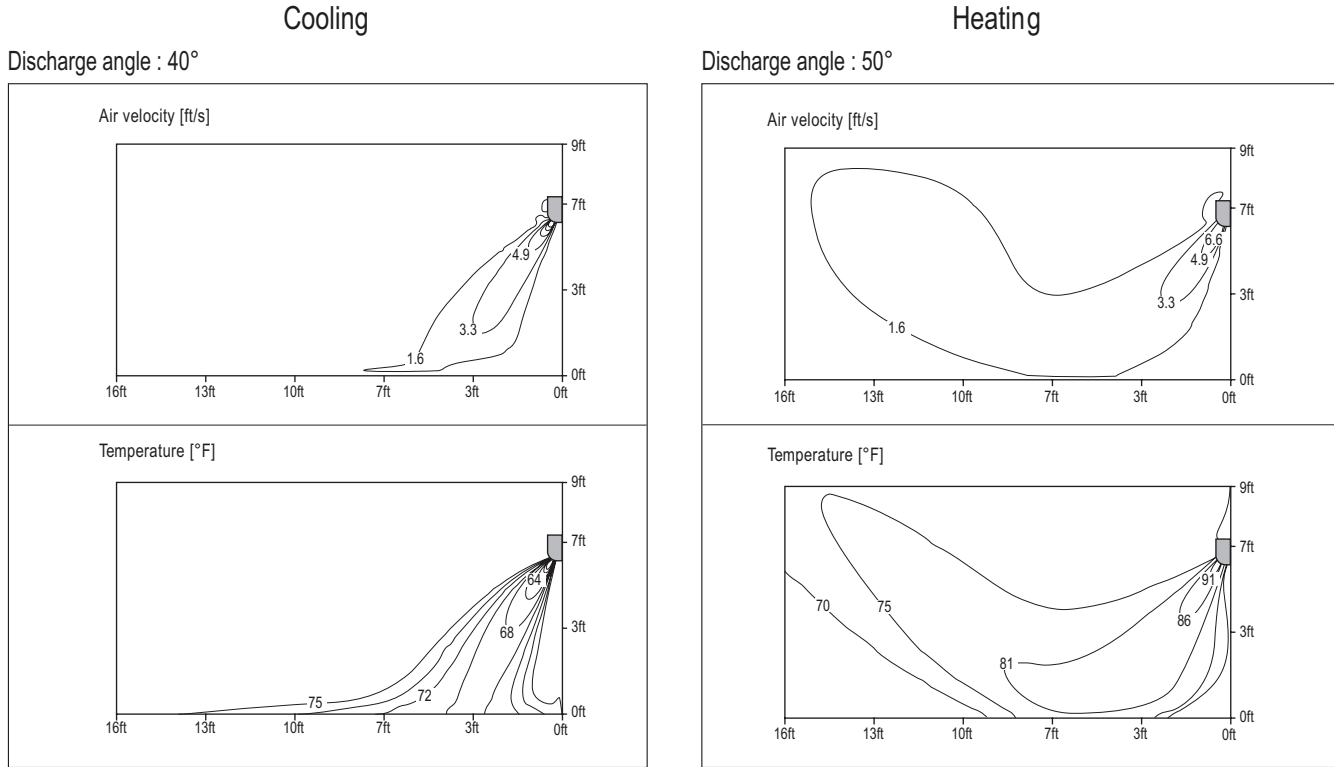 Cooling
Discharge angle : 40°
Air velocity [ft/s]
9ft
7ft
4.9
3ft
3.3
1.6
0ft
16ft 13ft 10ft 7ft 3ft 0ft
Temperature [°F]
9ft
7ft
64
68
3ft
72
75
0ft
16ft 13ft 10ft 7ft 3ft 0ft
Heating
Discharge angle : 50°
Air velocity [ft/s]
9ft
7ft
6.6
4.9
3.3
3ft
1.6
0ft
16ft 13ft 10ft 7ft 3ft 0ft
Temperature [°F]
9ft
7ft
91
70
75
86
3ft
81
0ft
16ft 13ft 10ft 7ft 3ft 0ft